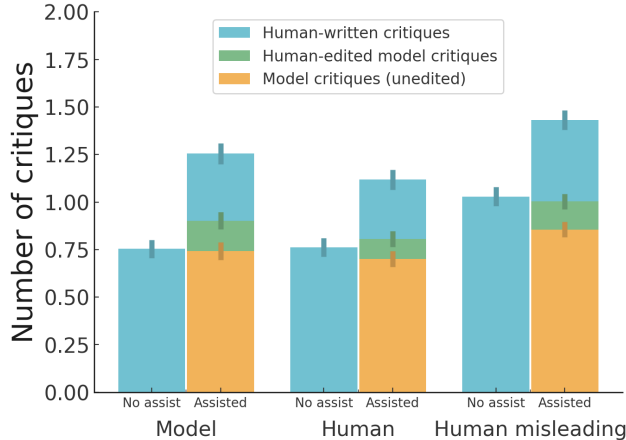 Number of critiques
2.00
1.75
1.50
1.25
1.00
0.75
0.50
0.25
0.00
Human-written critiques
Human-edited model critiques
Model critiques (unedited)
No assist Assisted No assist Assisted No assist Assisted
Model Human Human misleading